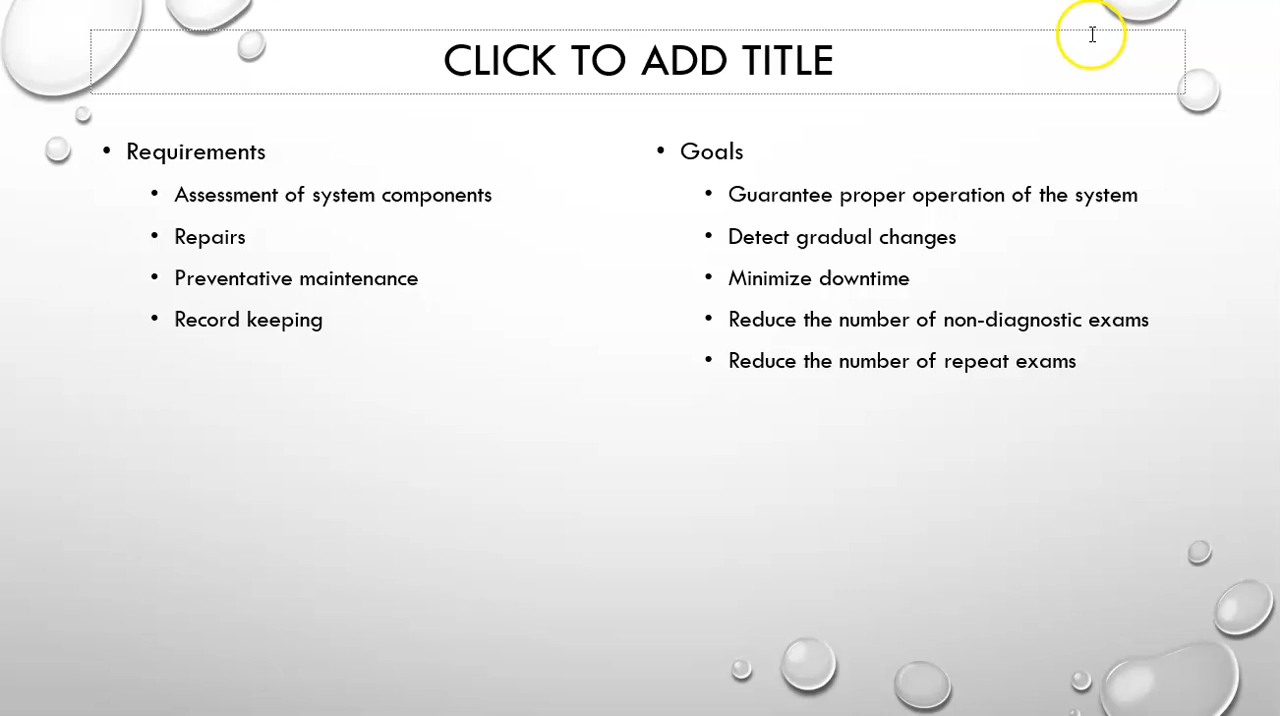 CLICK TO ADD TITLE
• Requirements
• Assessment of system components
• Repairs
• Preventative maintenance
• Record keeping
• Goals
• Guarantee proper operation of the system
• Detect gradual changes
• Minimize downtime
• Reduce the number of non-diagnostic exams
• Reduce the number of repeat exams